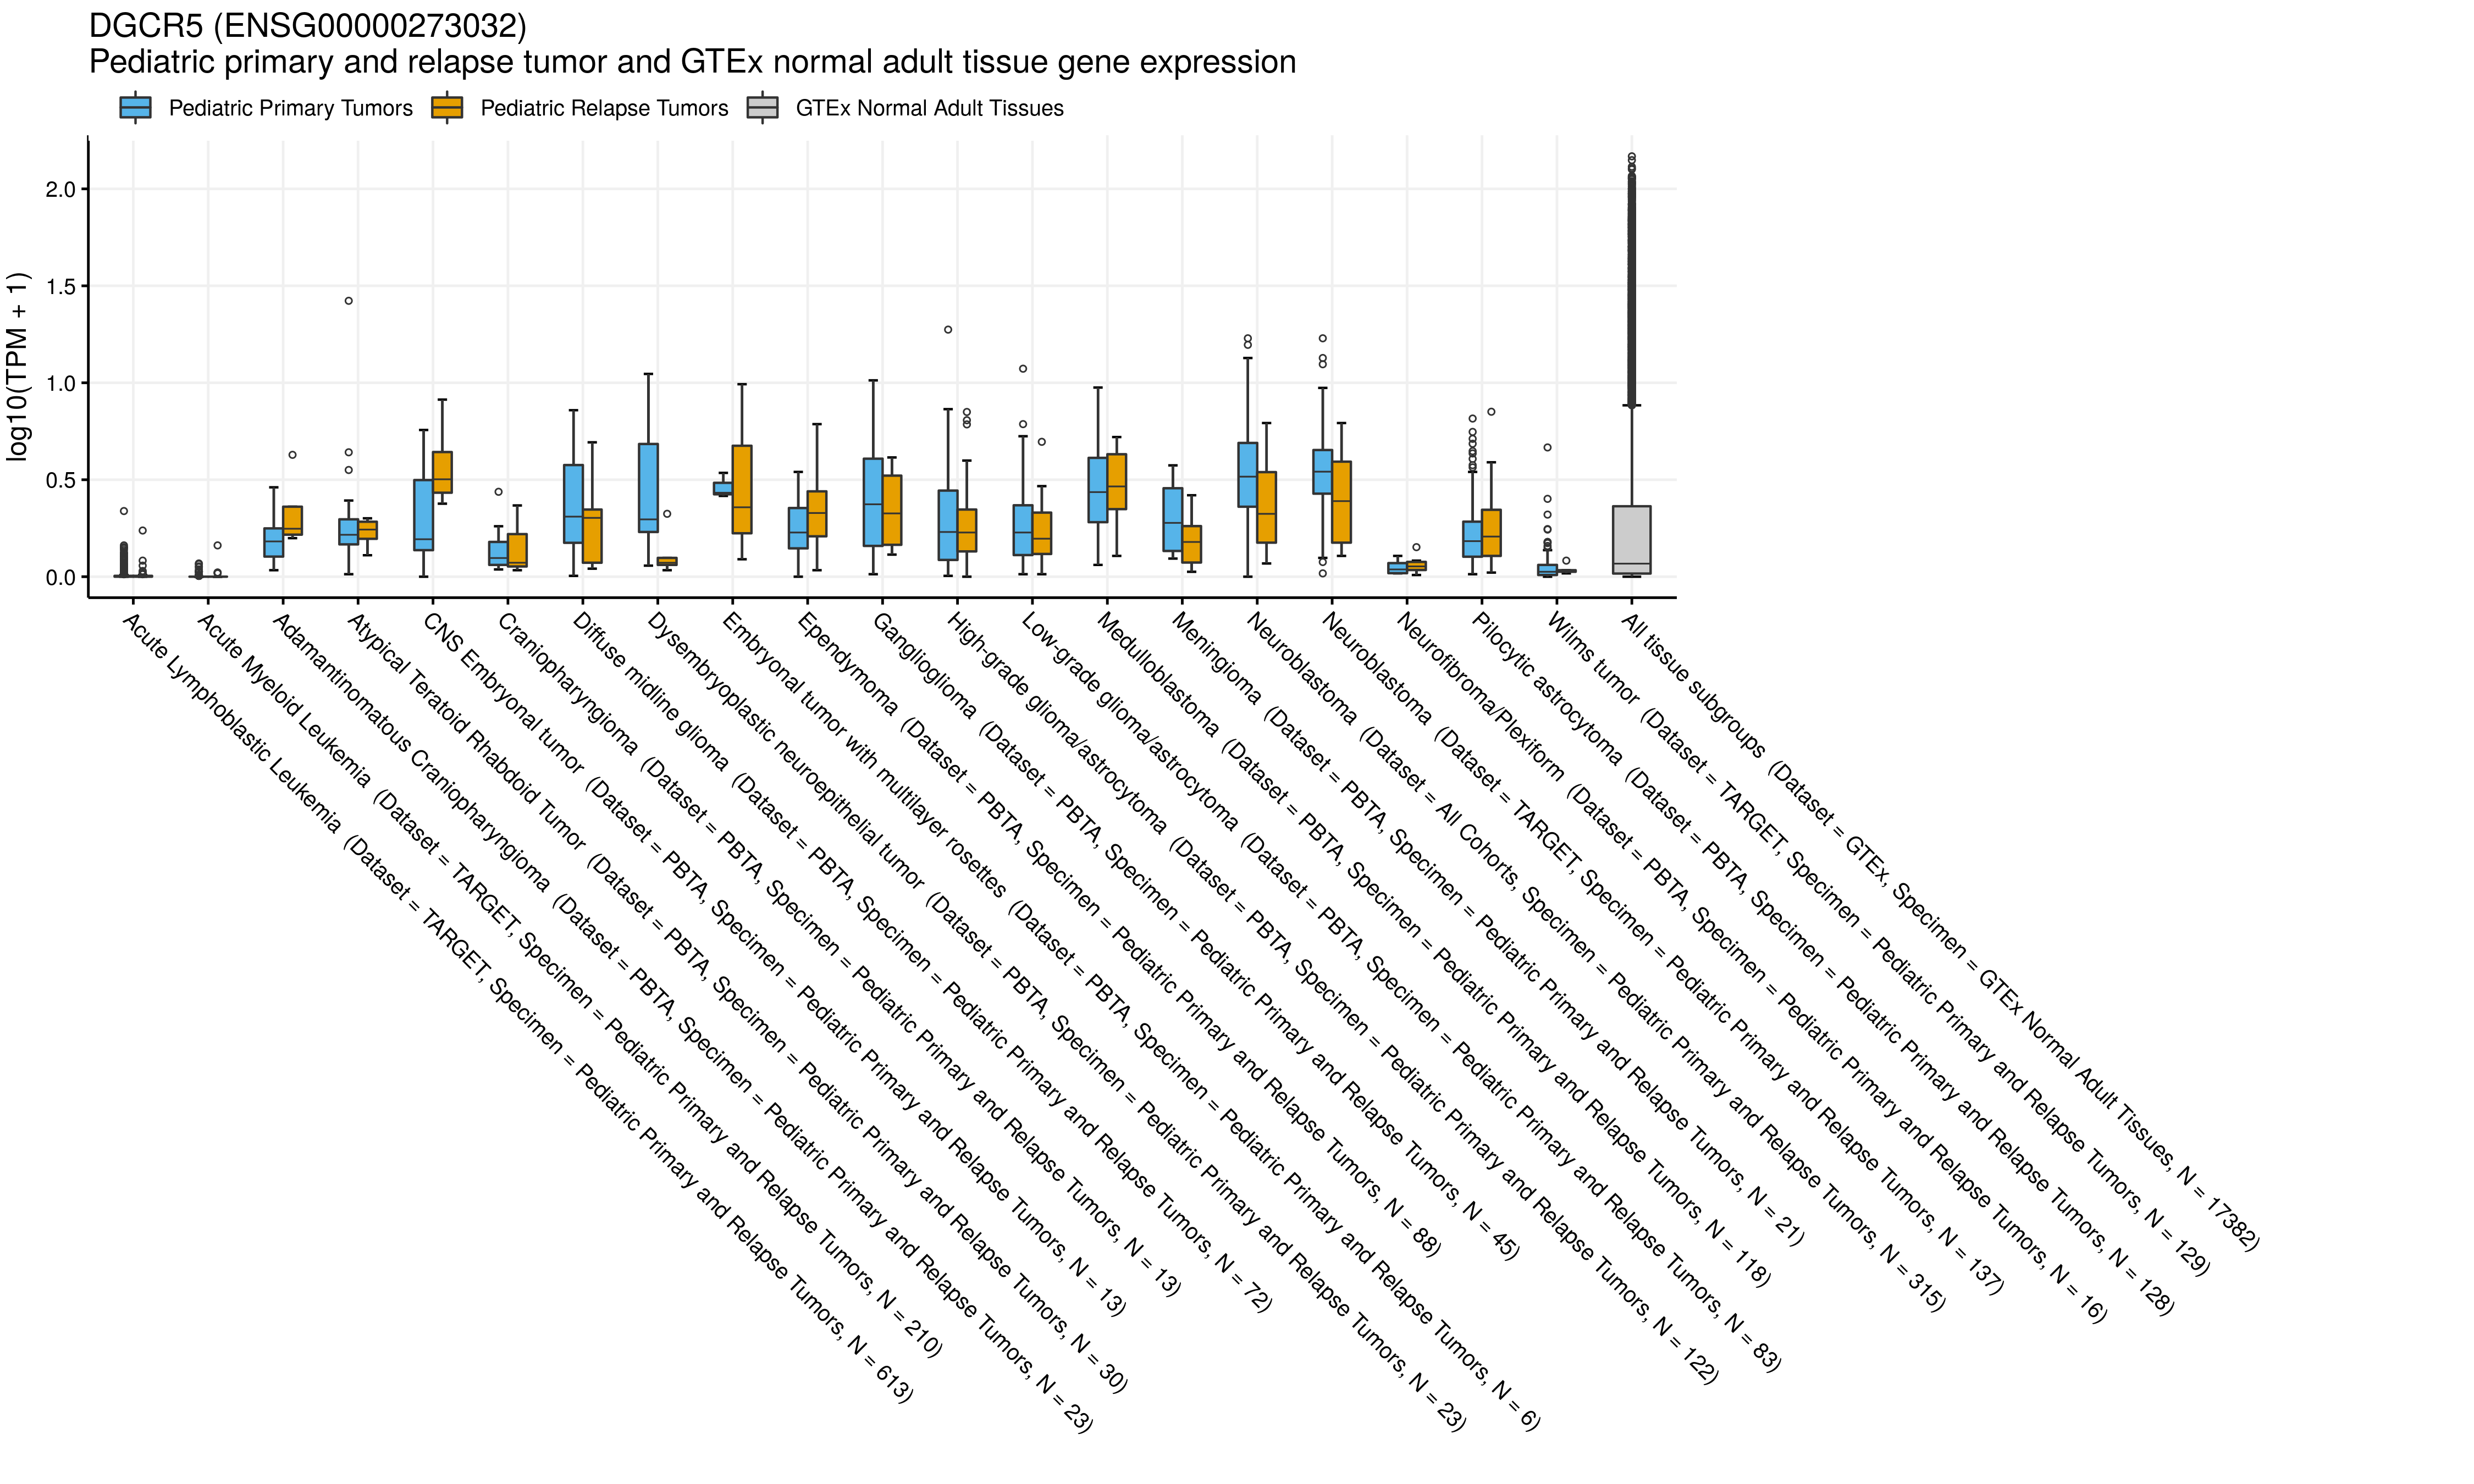 DGCR5 (ENSG00000273032)
Pediatric primary and relapse tumor and GTEx normal adult tissue gene expression
Pediatric Primary Tumors
Pediatric Relapse Tumors
GTEx Normal Adult Tissues
log10(TPM + 1)
2.0
1.5
1.0
0.5
0.0
Acute Lymphoblastic Leukemia (Dataset = TARGET, Specimen = Pediatric Primary and Relapse Tumors, N = 613)
Acute Myeloid Leukemia (Dataset = TARGET, Specimen = Pediatric Primary and Relapse Tumors, N = 210)
Adamantinomatous Craniopharyngioma (Dataset = PBTA, Specimen = Pediatric Primary and Relapse Tumors, N = 23)
Atypical Teratoid Rhabdoid Tumor (Dataset = PBTA, Specimen = Pediatric Primary and Relapse Tumors, N = 30)
CNS Embryonal tumor (Dataset = PBTA, Specimen = Pediatric Primary and Relapse Tumors, N = 13)
Craniopharyngioma (Dataset = PBTA, Specimen = Pediatric Primary and Relapse Tumors, N = 13)
Diffuse midline glioma (Dataset = PBTA, Specimen = Pediatric Primary and Relapse Tumors, N = 72)
Dysembryoplastic neuroepithelial tumor (Dataset = PBTA, Specimen = Pediatric Primary and Relapse Tumors, N = 23)
Embryonal tumor with multilayer rosettes (Dataset = PBTA, Specimen = Pediatric Primary and Relapse Tumors, N = 6)
Ependymoma (Dataset = PBTA, Specimen = Pediatric Primary and Relapse Tumors, N = 88)
Ganglioglioma (Dataset = PBTA, Specimen = Pediatric Primary and Relapse Tumors, N = 45)
High-grade glioma/astrocytoma (Dataset = PBTA, Specimen = Pediatric Primary and Relapse Tumors, N = 122)
Low-grade glioma/astrocytoma (Dataset = PBTA, Specimen = Pediatric Primary and Relapse Tumors, N = 83)
Medulloblastoma (Dataset = PBTA, Specimen = Pediatric Primary and Relapse Tumors, N = 118)
Meningioma (Dataset = PBTA, Specimen = Pediatric Primary and Relapse Tumors, N = 21)
Neuroblastoma (Dataset = All Cohorts, Specimen = Pediatric Primary and Relapse Tumors, N = 315)
Neuroblastoma (Dataset = TARGET, Specimen = Pediatric Primary and Relapse Tumors, N = 137)
Neurofibroma/Plexiform (Dataset = PBTA, Specimen = Pediatric Primary and Relapse Tumors, N = 16)
Pilocytic astrocytoma (Dataset = PBTA, Specimen = Pediatric Primary and Relapse Tumors, N = 128)
Wilms tumor (Dataset = TARGET, Specimen = Pediatric Primary and Relapse Tumors, N = 129)
All tissue subgroups (Dataset = GTEx, Specimen = GTEx Normal Adult Tissues, N = 17382)